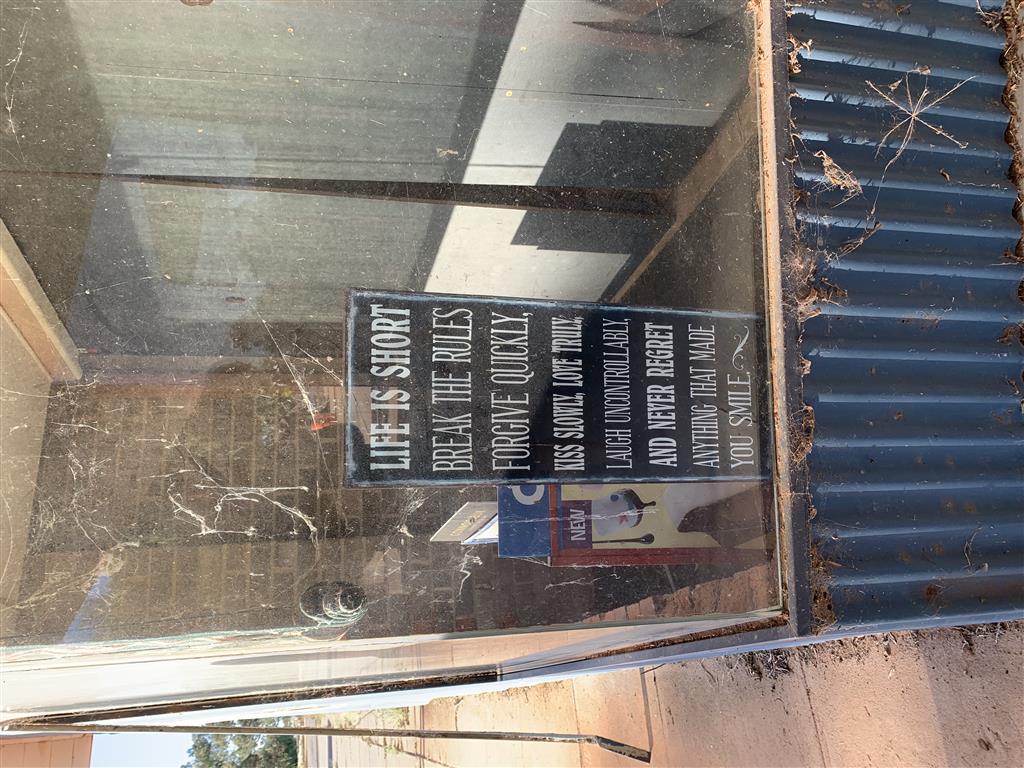 LIFE IS SHORT
BREAK THE RULES
FORGIVE QUICKLY,
KISS SLOWLY, LOVE TRULY,
LAUGH UNCONTROLLABLY,
AND NEVER REGRET
ANYTHING THAT MADE
YOU SMILE.
NEW